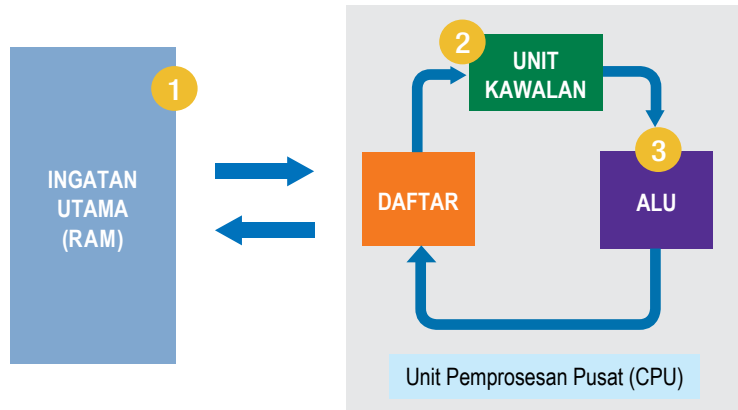 1
INGATAN
UTAMA
(RAM)
2
UNIT
KAWALAN
DAFTAR
3
ALU
Unit Pemprosesan Pusat (CPU)